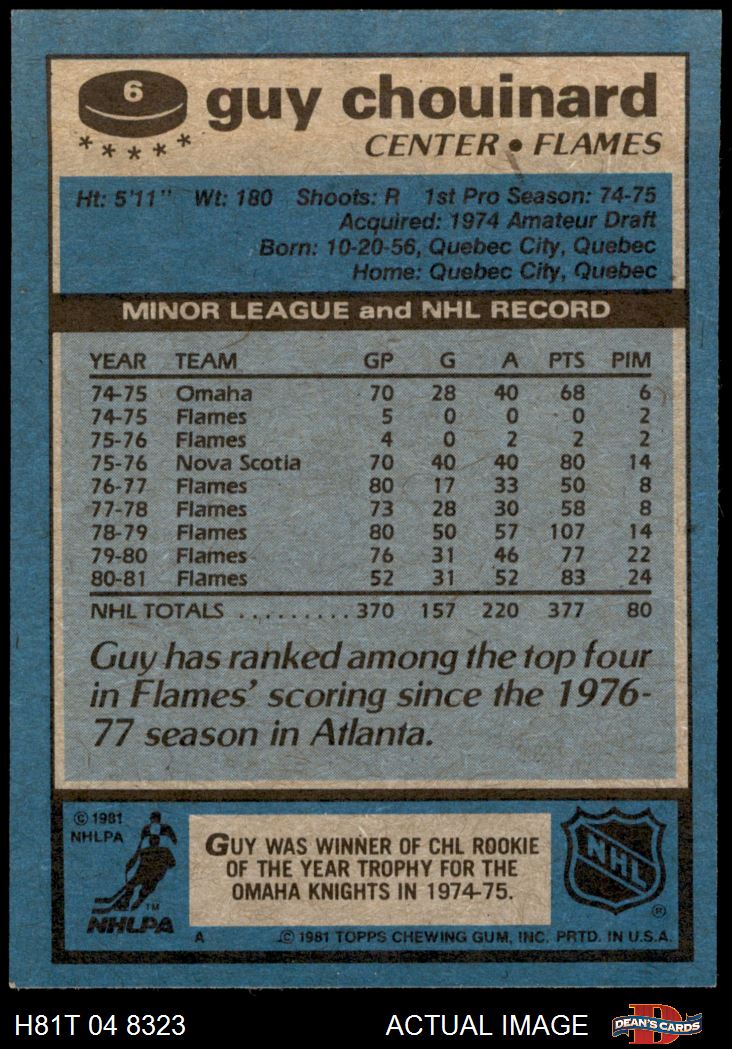 6
guy chouinard
CENTER • FLAMES
Ht: 5'11" Wt: 180 Shoots: R 1st Pro Season: 74-75
Acquired: 1974 Amateur Draft
Born: 10-20-56, Quebec City, Quebec
Home: Quebec City, Quebec
MINOR LEAGUE and NHL RECORD
YEAR TEAM GP G A PTS PIM
74-75 Omaha 70 28 40 68 6
74-75 Flames 5 0 0 0 2
75-76 Flames 4 0 2 2 2
75-76 Nova Scotia 70 40 40 80 14
76-77 Flames 80 17 33 50 8
77-78 Flames 73 28 30 58 8
78-79 Flames 80 50 57 107 14
79-80 Flames 76 31 46 77 22
80-81 Flames 52 31 52 83 24
NHL TOTALS .......... 370 157 220 377 80
Guy has ranked among the top four
in Flames' scoring since the 1976-
77 season in Atlanta.
© 1981
NHLPA
TM
NHLPA
GUY WAS WINNER OF CHL ROOKIE
OF THE YEAR TROPHY FOR THE
OMAHA KNIGHTS IN 1974-75.
NHL
®
A © 1981 TOPPS CHEWING GUM, INC. PRTD. IN U.S.A.
H81T 04 8323 ACTUAL IMAGE
DEAN'S CARDS